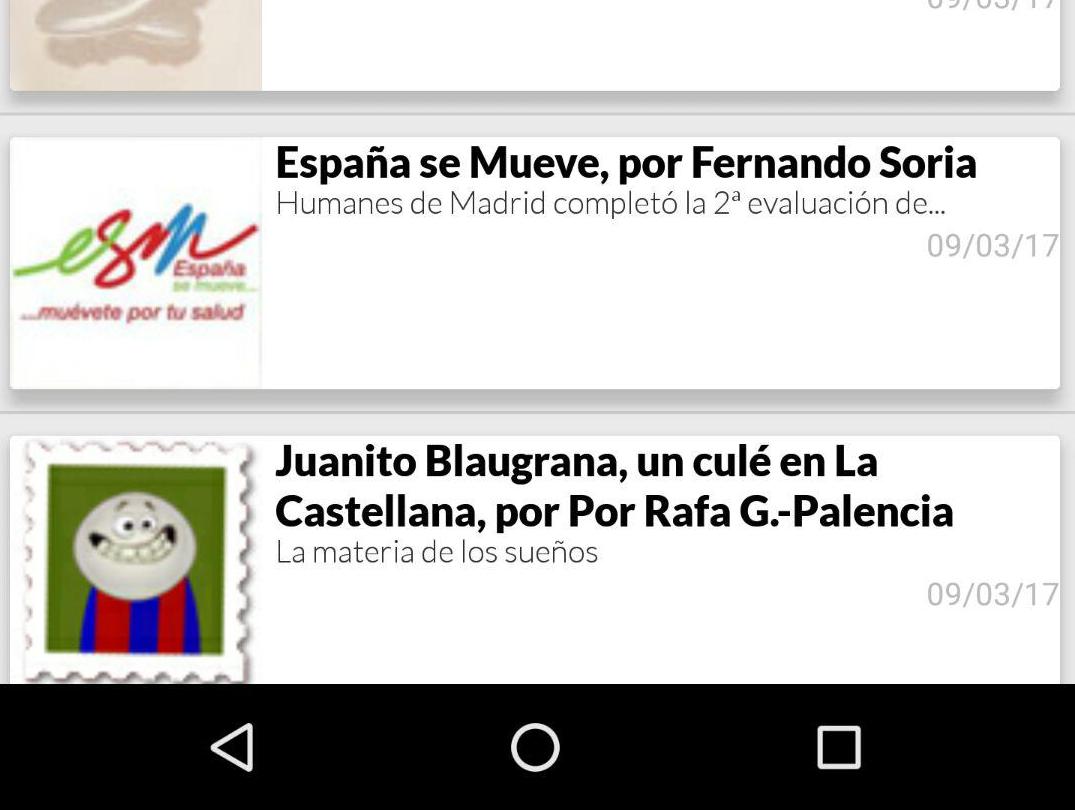 09/03/17
España se Mueve, por Fernando Soria
Humanes de Madrid completó la 2ª evaluación de...
09/03/17
esm
España
se mueve...
...muévete por tu salud
Juanito Blaugrana, un culé en La
Castellana, por Por Rafa G.-Palencia
La materia de los sueños
09/03/17